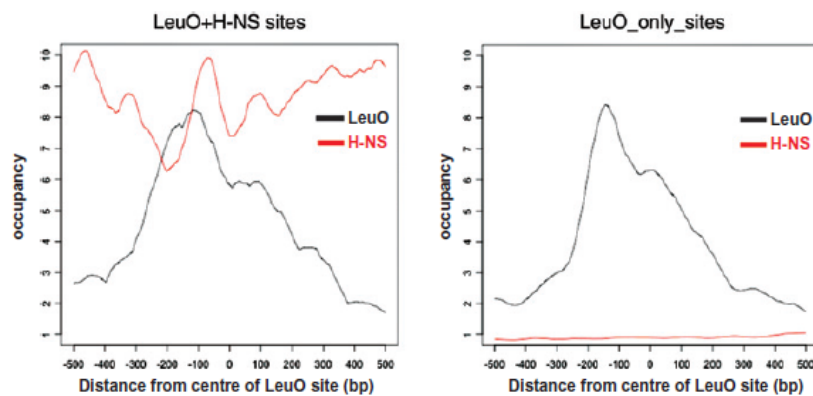 LeuO+H-NS sites
10
9
8
7
6
5
4
3
2
1
occupancy
LeuO
H-NS
-500 -400 -300 -200 -100 0 100 200 300 400 500
Distance from centre of LeuO site (bp)
LeuO_only_sites
10
9
8
7
6
5
4
3
2
1
occupancy
LeuO
H-NS
-500 -400 -300 -200 -100 0 100 200 300 400 500
Distance from centre of LeuO site (bp)